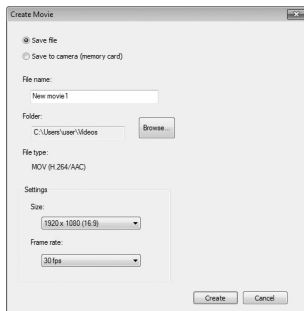 Create Movie
Save file
Save to camera (memory card)
File name:
New movie1
Folder:
C:\Users\user\Videos
Browse...
File type:
MOV (H.264/AAC)
Settings
Size:
1920 x 1080 (16:9)
Frame rate:
30 fps
Create
Cancel